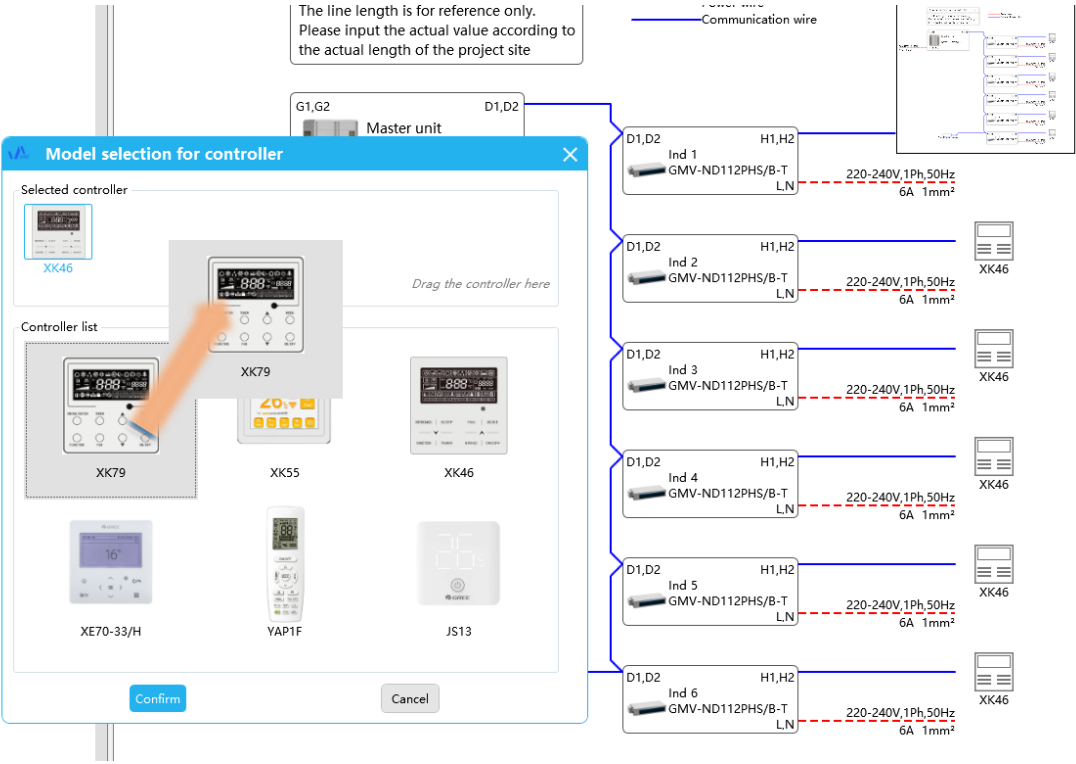 The line length is for reference only.
Please input the actual value according to
the actual length of the project site
Communication wire
G1,G2
D1,D2
Master unit
Model selection for controller
Selected controller
XK46
Drag the controller here
Controller list
XK79
XK79
XK55
XK46
XE70-33/H
YAP1F
JS13
Confirm
Cancel
D1,D2
H1,H2
Ind 1
GMV-ND112PHS/B-T
L,N
220-240V,1Ph,50Hz
6A 1mm²
D1,D2
H1,H2
Ind 2
GMV-ND112PHS/B-T
L,N
220-240V,1Ph,50Hz
6A 1mm²
XK46
D1,D2
H1,H2
Ind 3
GMV-ND112PHS/B-T
L,N
220-240V,1Ph,50Hz
6A 1mm²
XK46
D1,D2
H1,H2
Ind 4
GMV-ND112PHS/B-T
L,N
220-240V,1Ph,50Hz
6A 1mm²
XK46
D1,D2
H1,H2
Ind 5
GMV-ND112PHS/B-T
L,N
220-240V,1Ph,50Hz
6A 1mm²
XK46
D1,D2
H1,H2
Ind 6
GMV-ND112PHS/B-T
L,N
220-240V,1Ph,50Hz
6A 1mm²
XK46